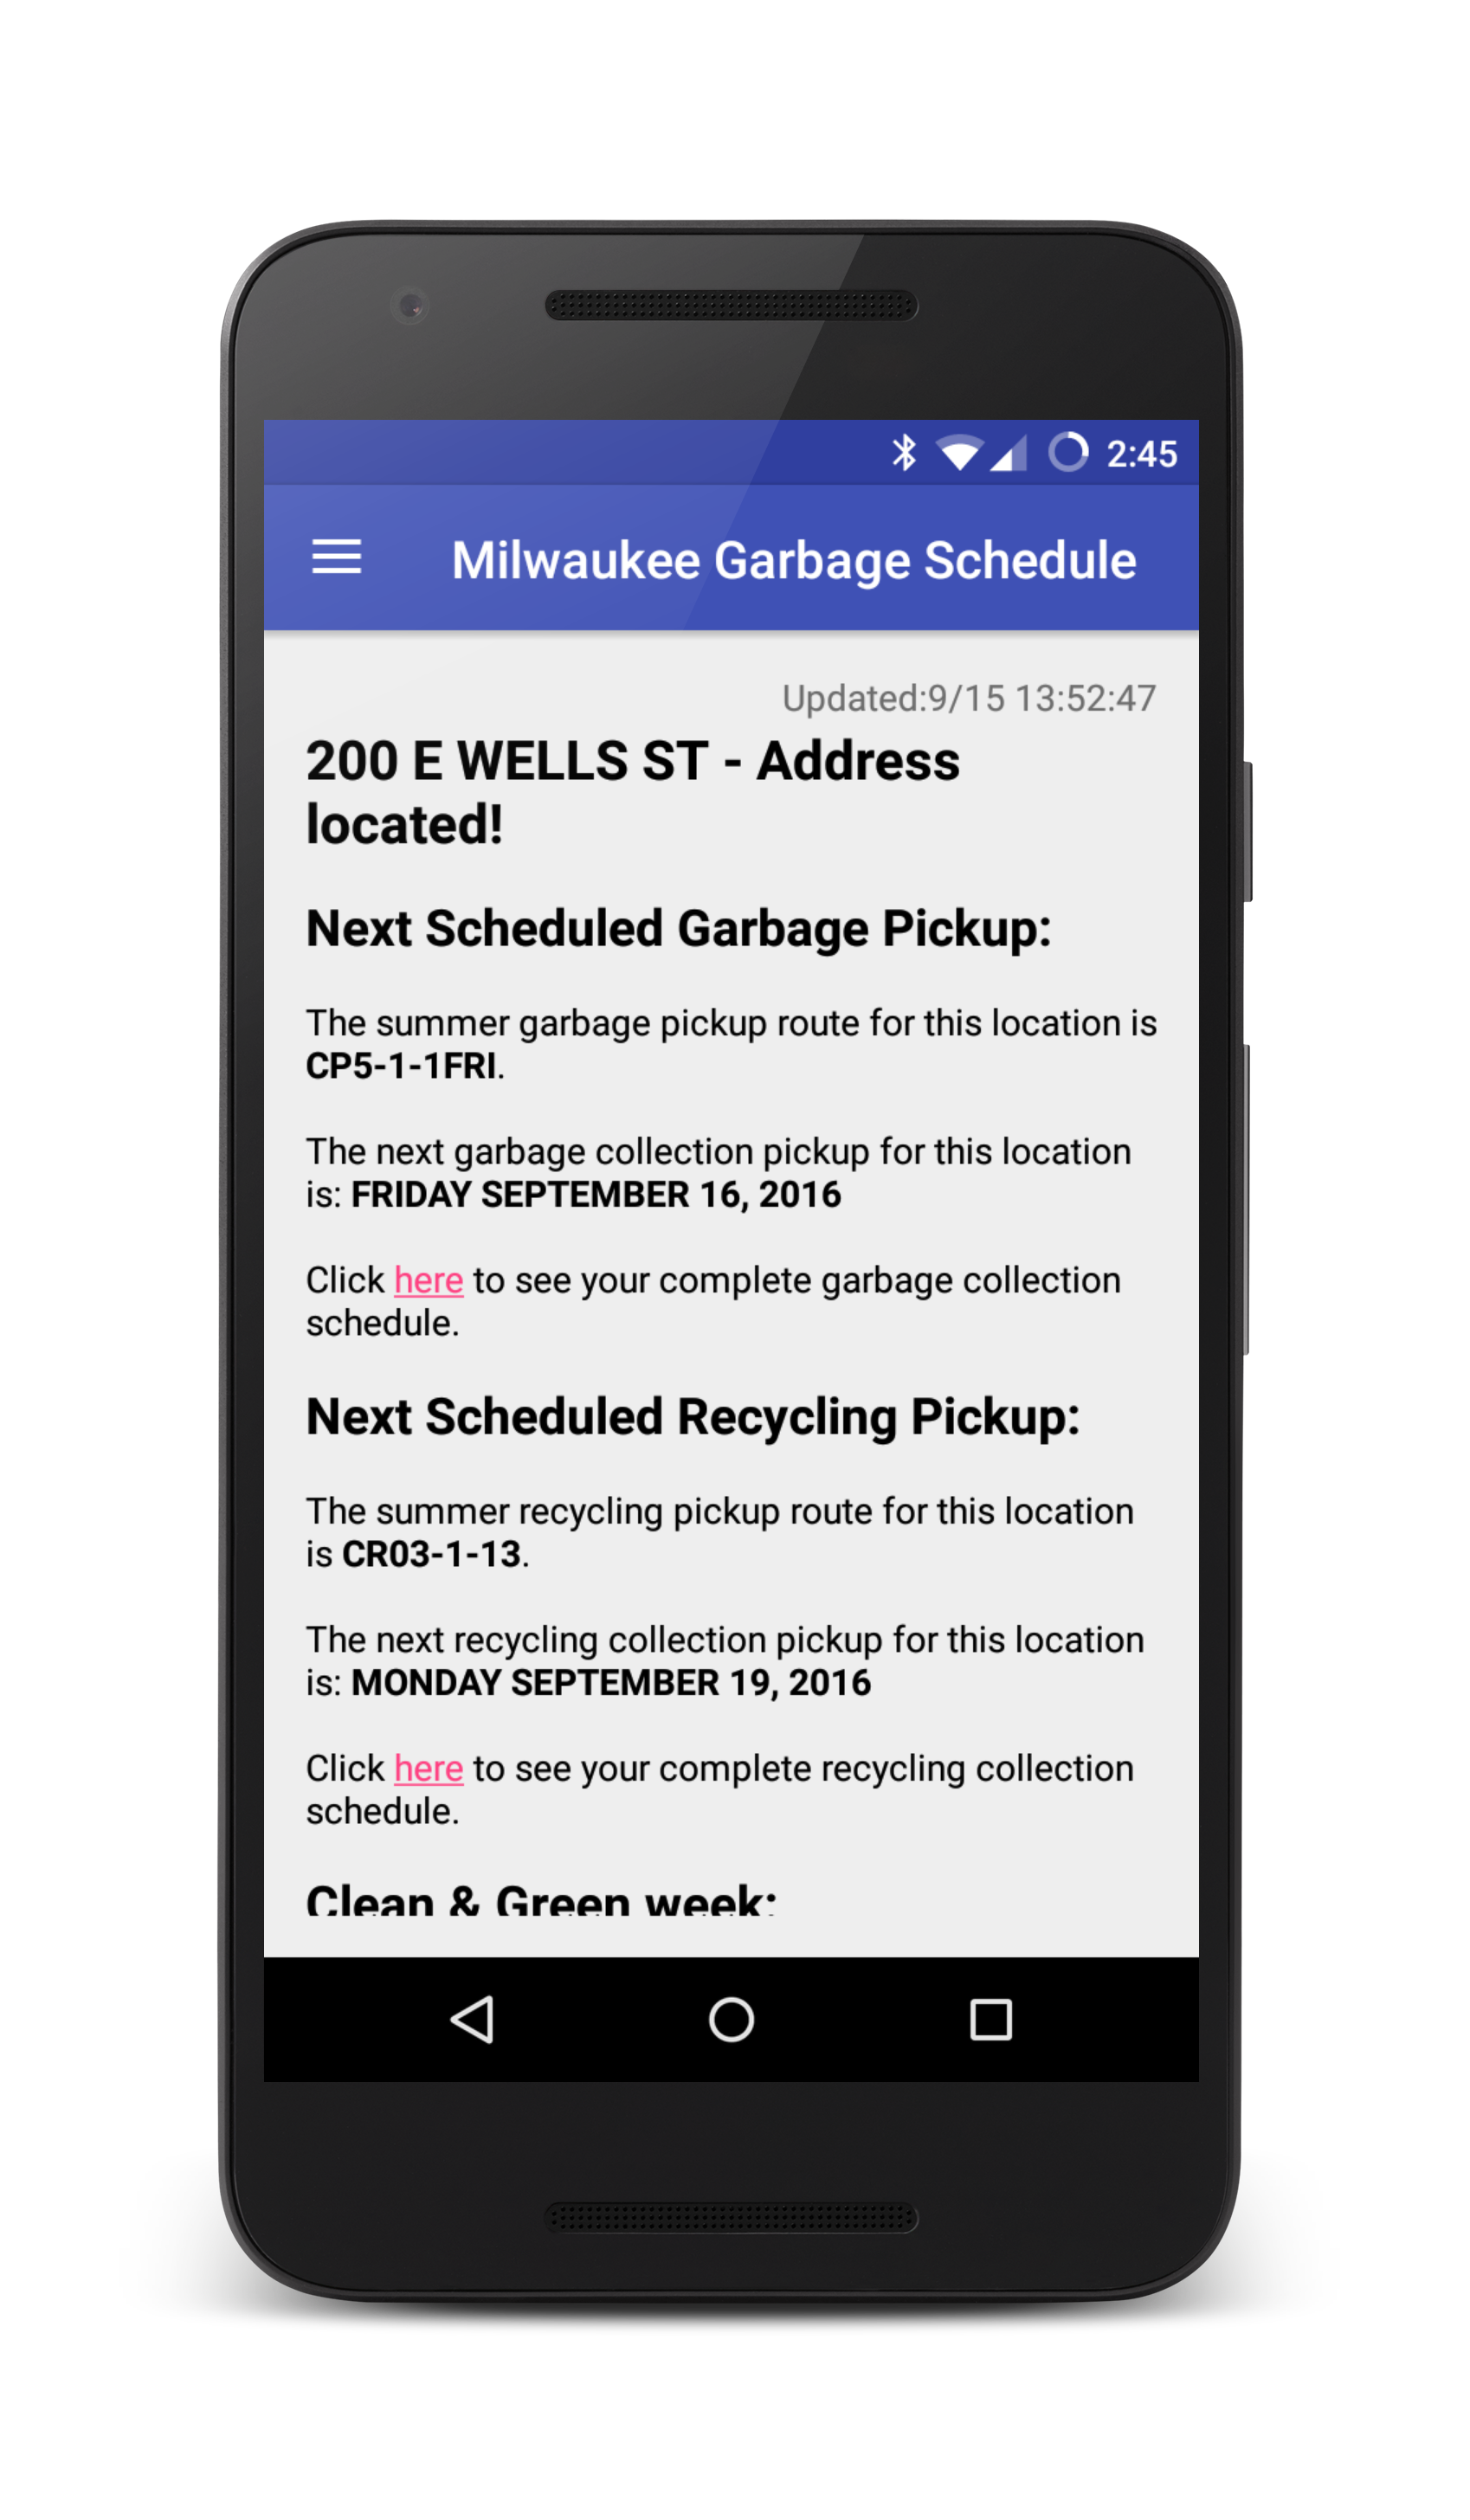 2:45
Milwaukee Garbage Schedule
Updated:9/15 13:52:47
200 E WELLS ST - Address
located!
Next Scheduled Garbage Pickup:
The summer garbage pickup route for this location is
CP5-1-1FRI.
The next garbage collection pickup for this location
is: FRIDAY SEPTEMBER 16, 2016
Click here to see your complete garbage collection
schedule.
Next Scheduled Recycling Pickup:
The summer recycling pickup route for this location
is CR03-1-13.
The next recycling collection pickup for this location
is: MONDAY SEPTEMBER 19, 2016
Click here to see your complete recycling collection
schedule.
Clean & Green week: